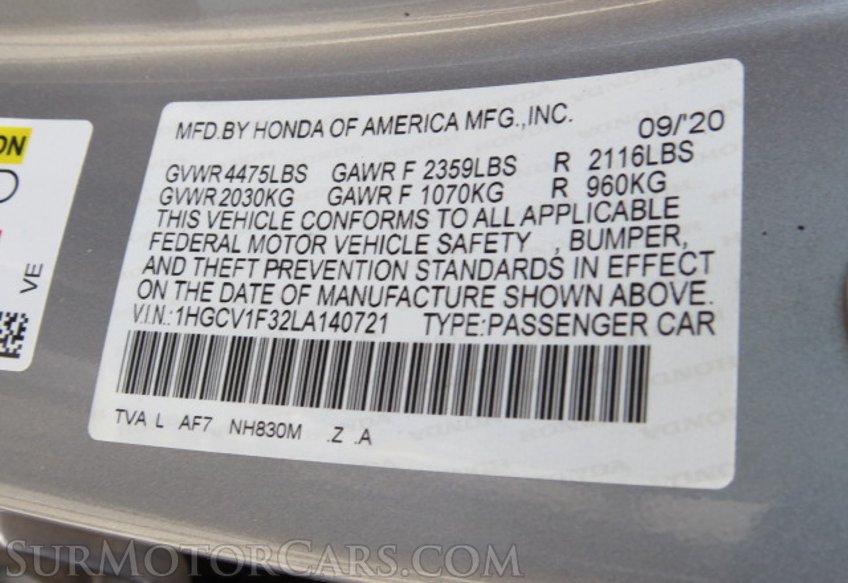 MFD. BY HONDA OF AMERICA MFG., INC. 09/'20
GVWR 4475LBS GAWR F 2359LBS R 2116LBS
GVWR 2030KG GAWR F 1070KG R 960KG
THIS VEHICLE CONFORMS TO ALL APPLICABLE
FEDERAL MOTOR VEHICLE SAFETY , BUMPER,
AND THEFT PREVENTION STANDARDS IN EFFECT
ON THE DATE OF MANUFACTURE SHOWN ABOVE.
V.I.N.: 1HGCV1F32LA140721 TYPE: PASSENGER CAR
TVA L AF7 NH830M .Z .A
ON
VE
SURMOTORCARS.COM